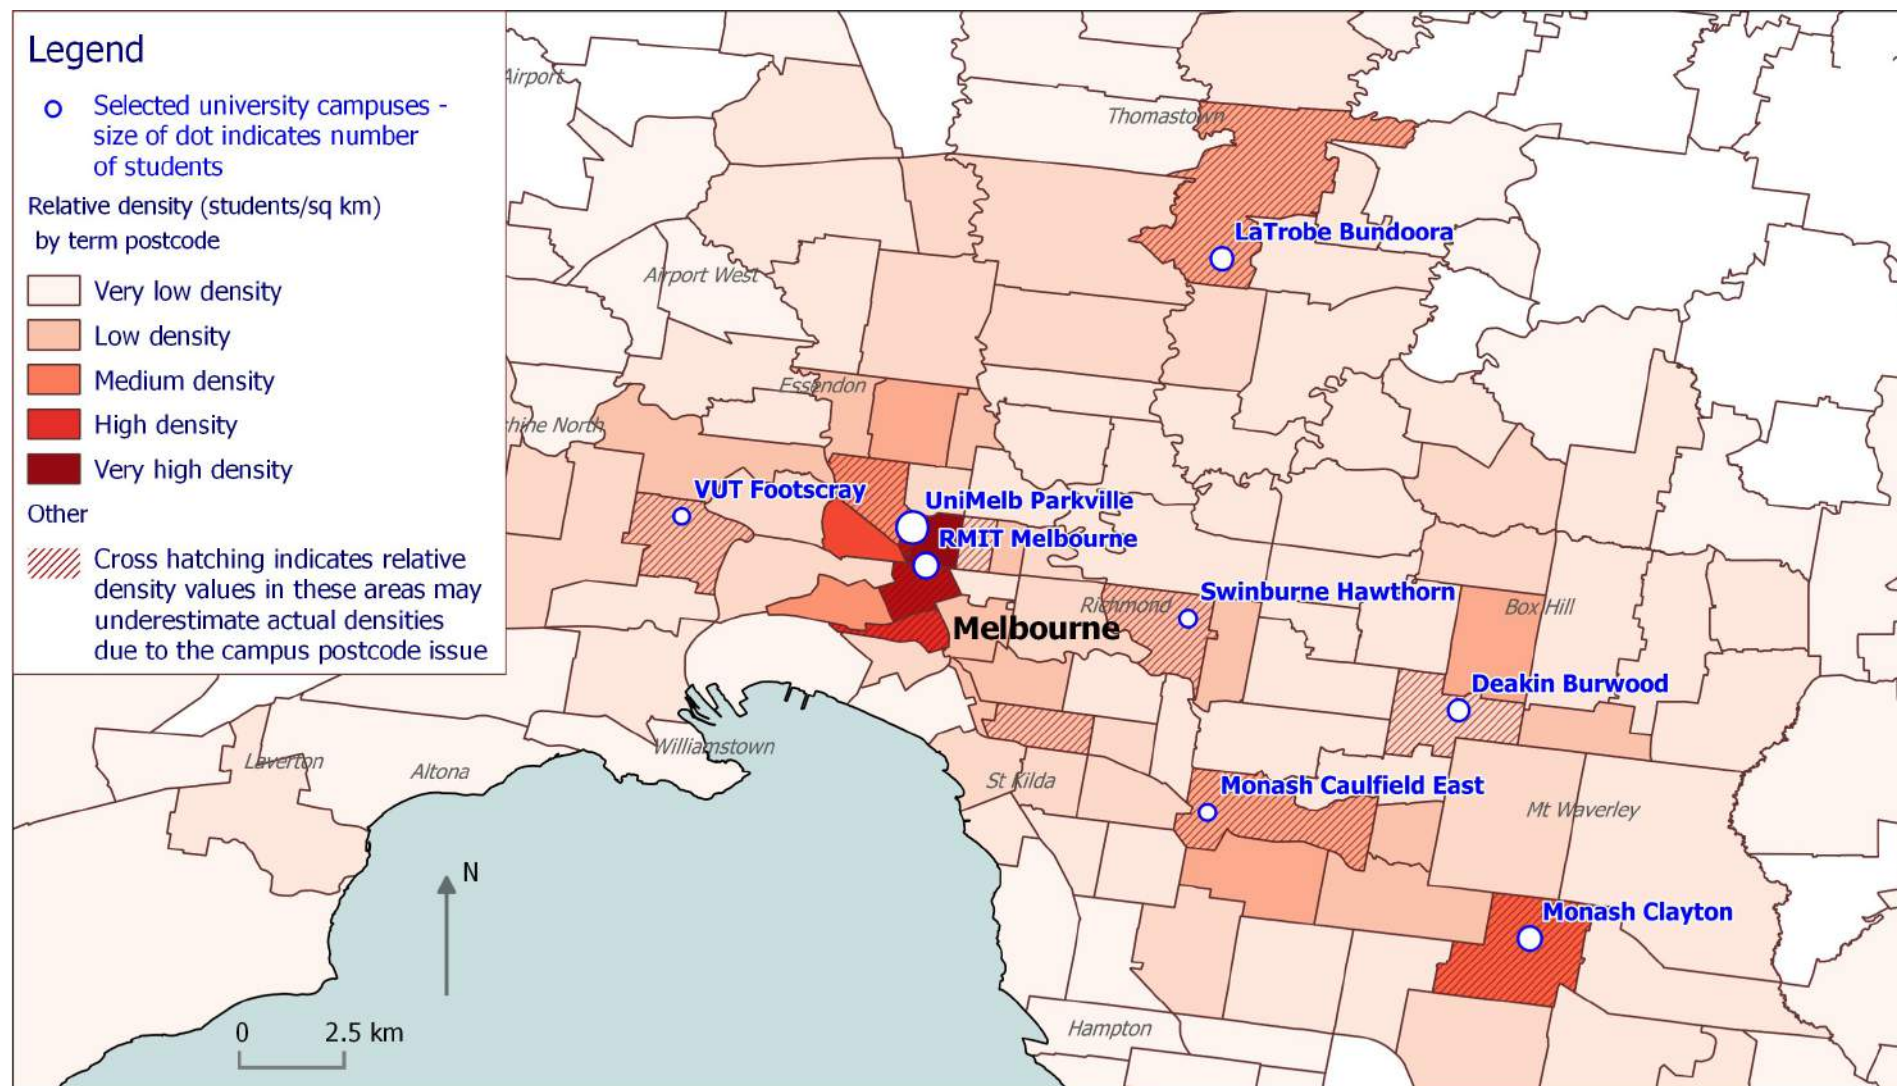 Legend
Selected university campuses -
size of dot indicates number
of students
Relative density (students/sq km)
by term postcode
Very low density
Low density
Medium density
High density
Very high density
Other
Cross hatching indicates relative
density values in these areas may
underestimate actual densities
due to the campus postcode issue
Airport
Thomastown
LaTrobe Bundoora
Airport West
Essendon
hine North
VUT Footscray
UniMelb Parkville
RMIT Melbourne
Swinburne Hawthorn
Richmond
Box Hill
Melbourne
Deakin Burwood
Williamstown
Laverton
Altona
St Kilda
Monash Caulfield East
Mt Waverley
N
Monash Clayton
0 2.5 km
Hampton